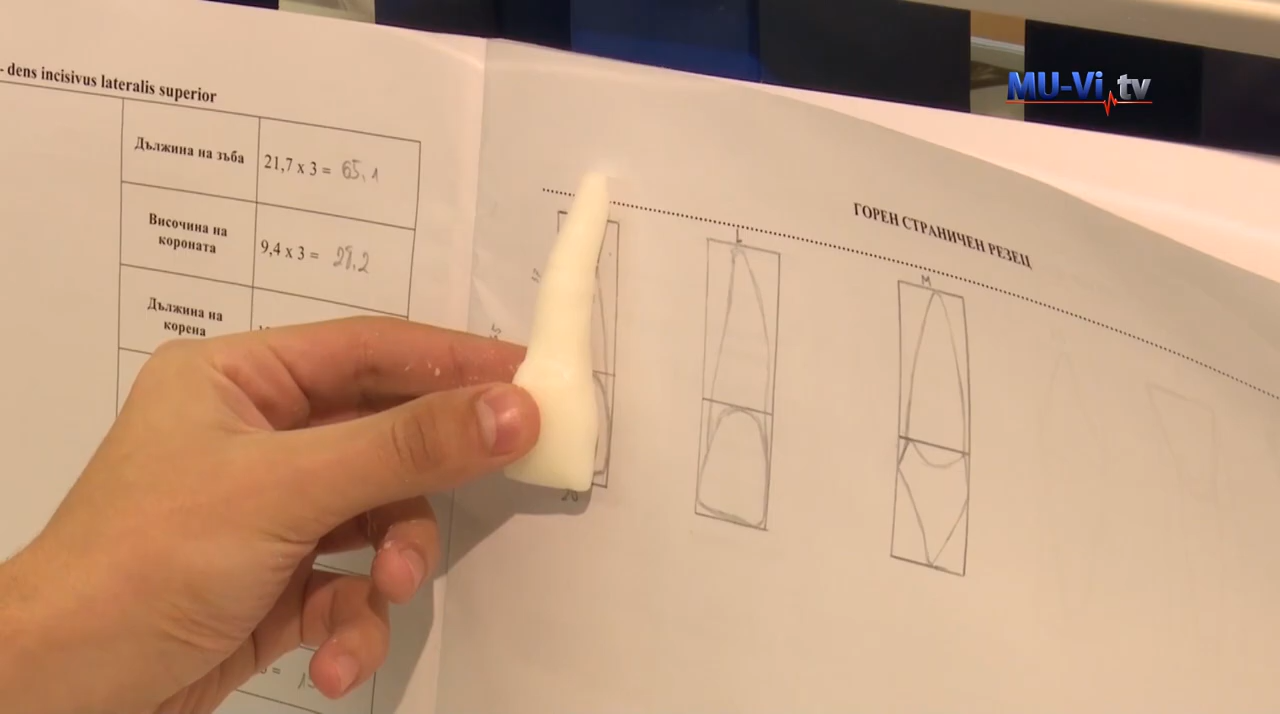 MU-Vi.tv
- dens incisivus lateralis superior
Дължина на зъба
21,7 x 3 = 65,1
Височина на
короната
9,4 x 3 = 28,2
Дължина на
корена
ГОРЕН СТРАНИЧЕН РЕЗЕЦ
L
M
20